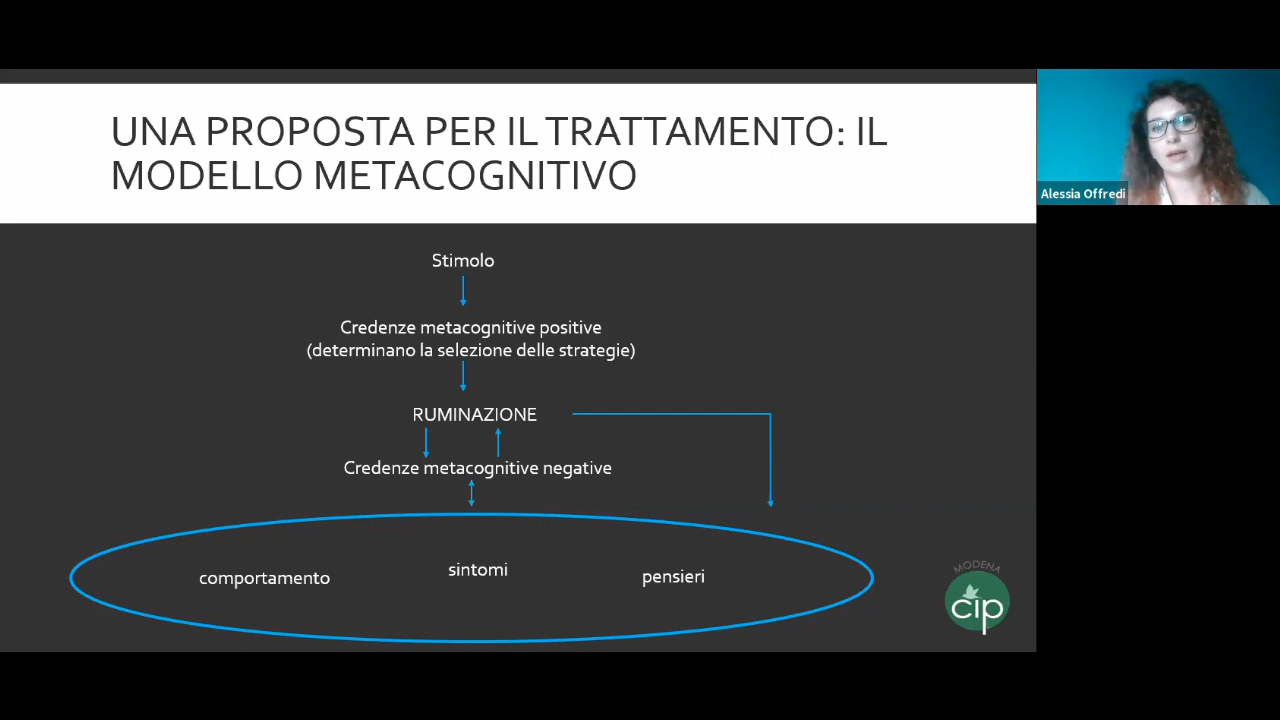 UNA PROPOSTA PER IL TRATTAMENTO: IL
MODELLO METACOGNITIVO
Alessia Offredi
Stimolo
Credenze metacognitive positive
(determinano la selezione delle strategie)
RUMINAZIONE
Credenze metacognitive negative
comportamento
sintomi
pensieri
MODENA
cip